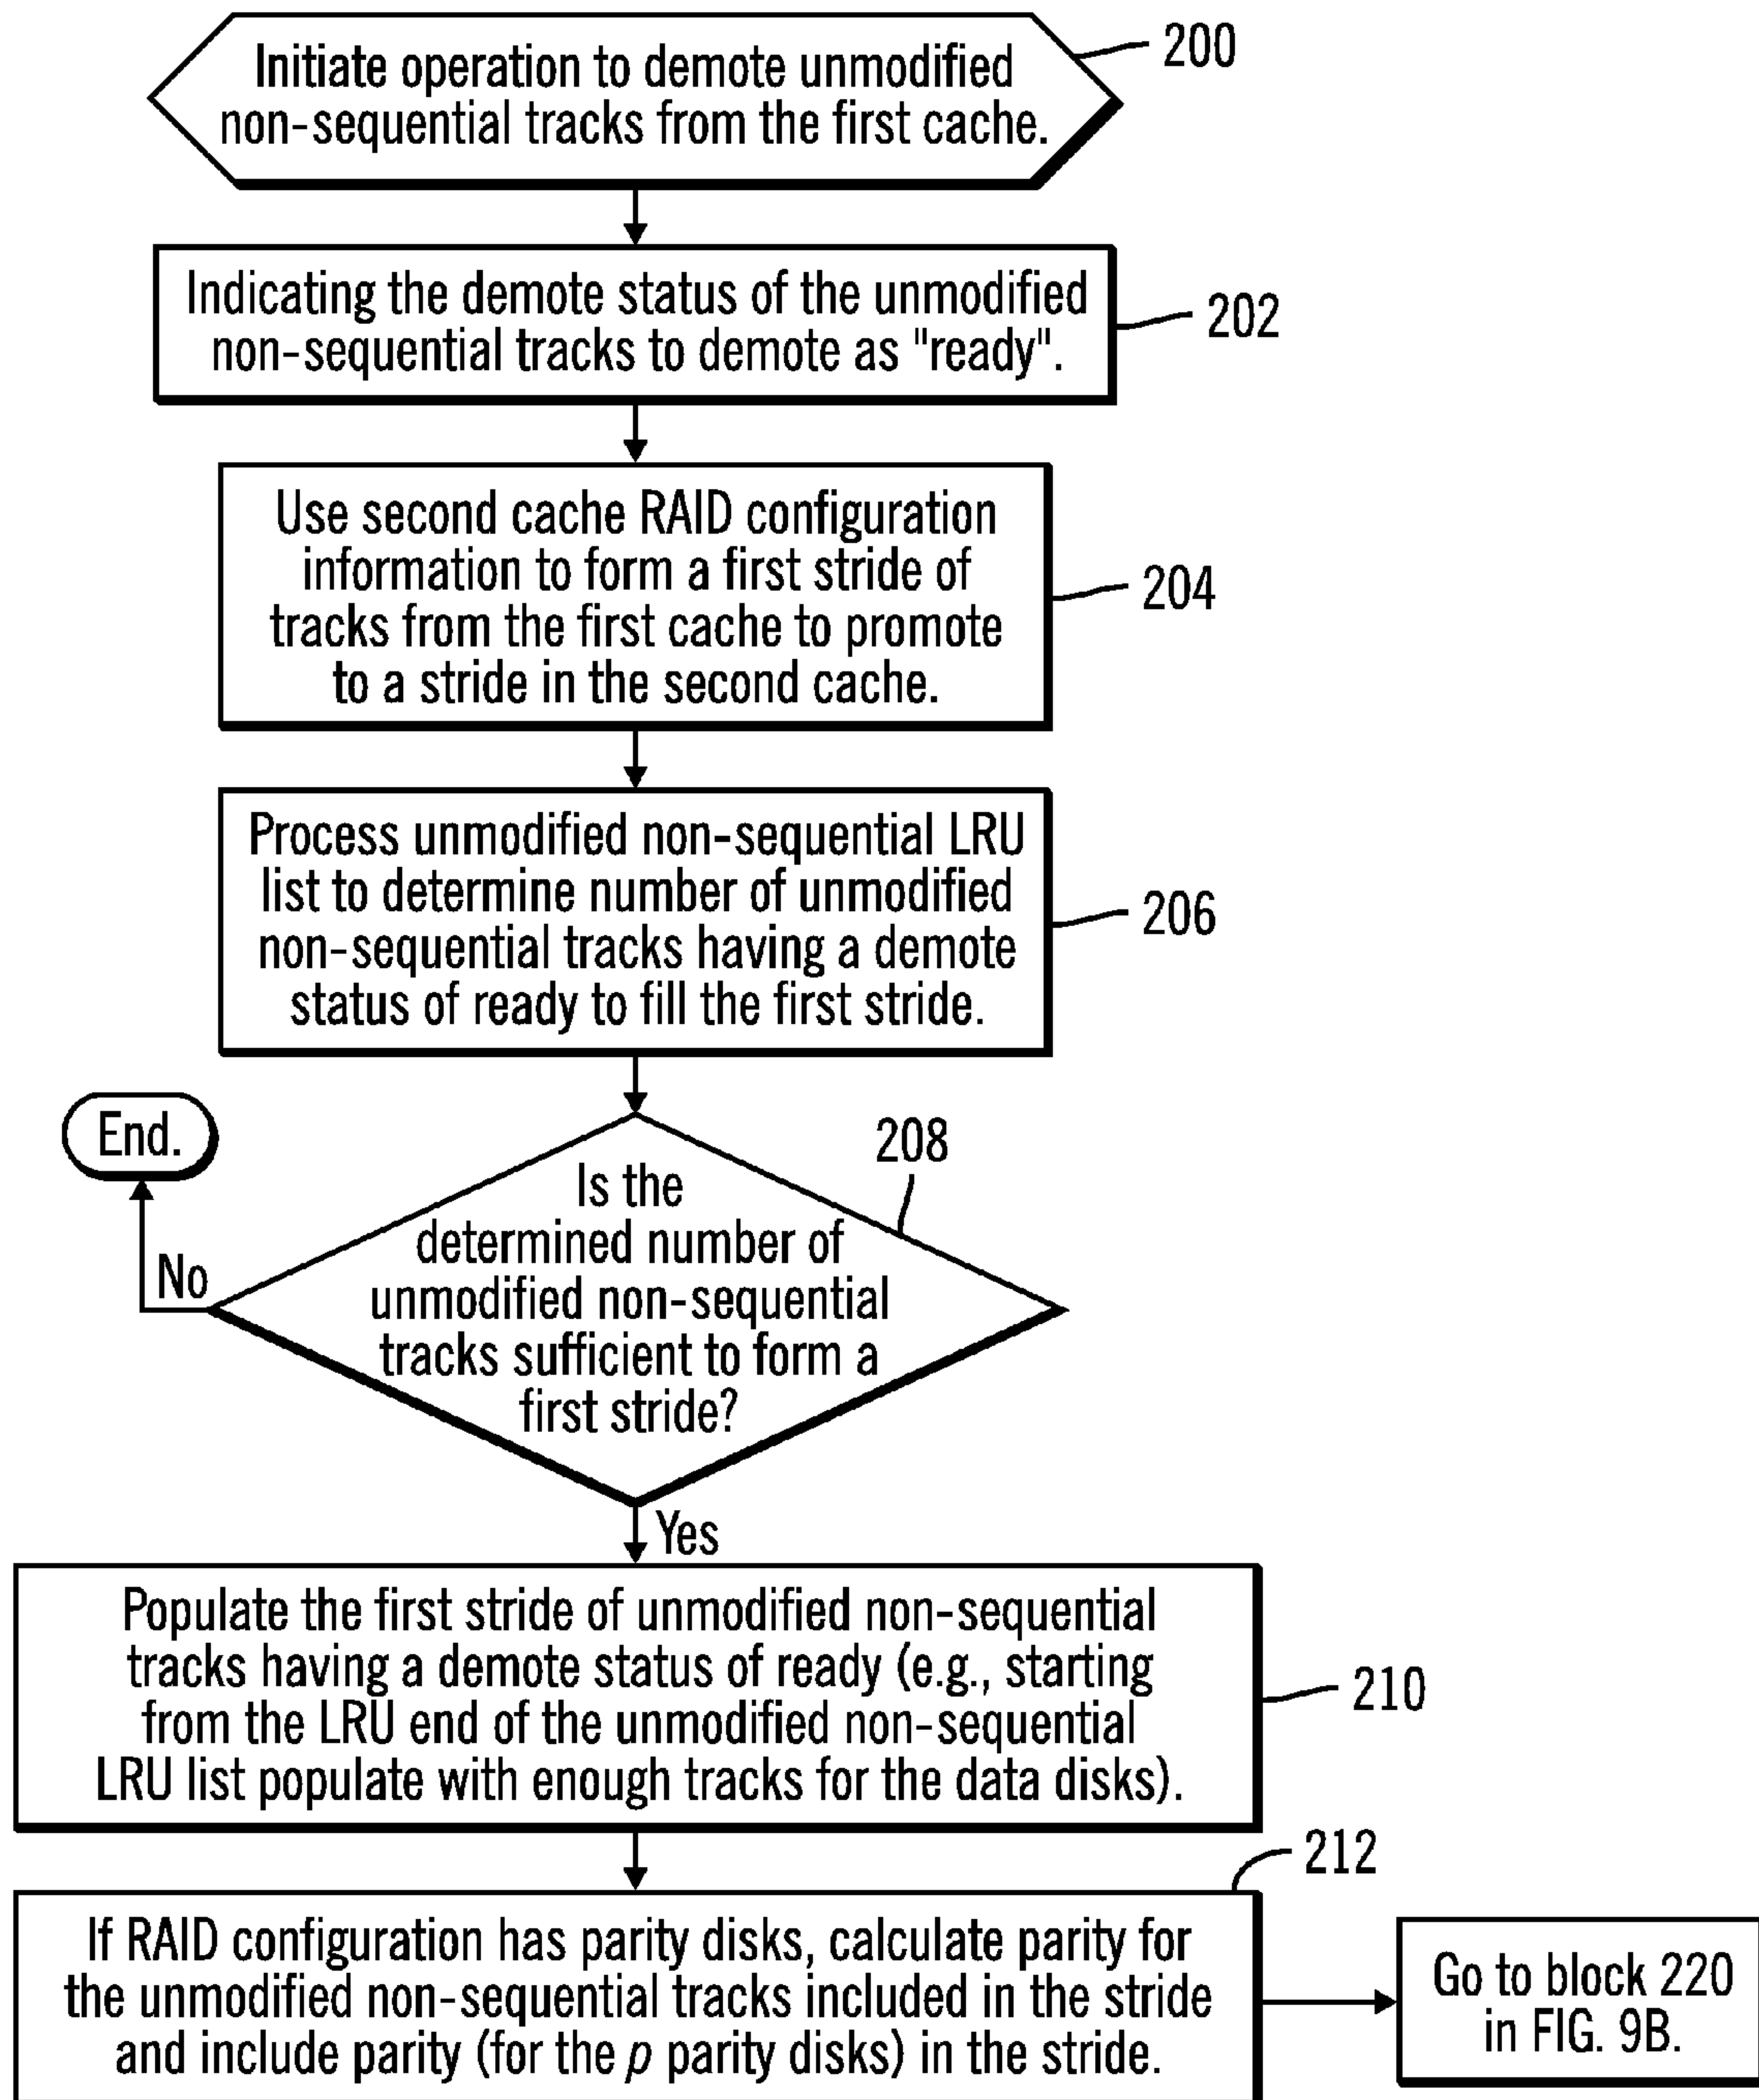 Initiate operation to demote unmodified
non-sequential tracks from the first cache.
200
Indicating the demote status of the unmodified
non-sequential tracks to demote as "ready".
202
Use second cache RAID configuration
information to form a first stride of
tracks from the first cache to promote
to a stride in the second cache.
204
Process unmodified non-sequential LRU
list to determine number of unmodified
non-sequential tracks having a demote
status of ready to fill the first stride.
206
End.
No
208
Is the
determined number of
unmodified non-sequential
tracks sufficient to form a
first stride?
Yes
Populate the first stride of unmodified non-sequential
tracks having a demote status of ready (e.g., starting
from the LRU end of the unmodified non-sequential
LRU list populate with enough tracks for the data disks).
210
212
If RAID configuration has parity disks, calculate parity for
the unmodified non-sequential tracks included in the stride
and include parity (for the p parity disks) in the stride.
Go to block 220
in FIG. 9B.